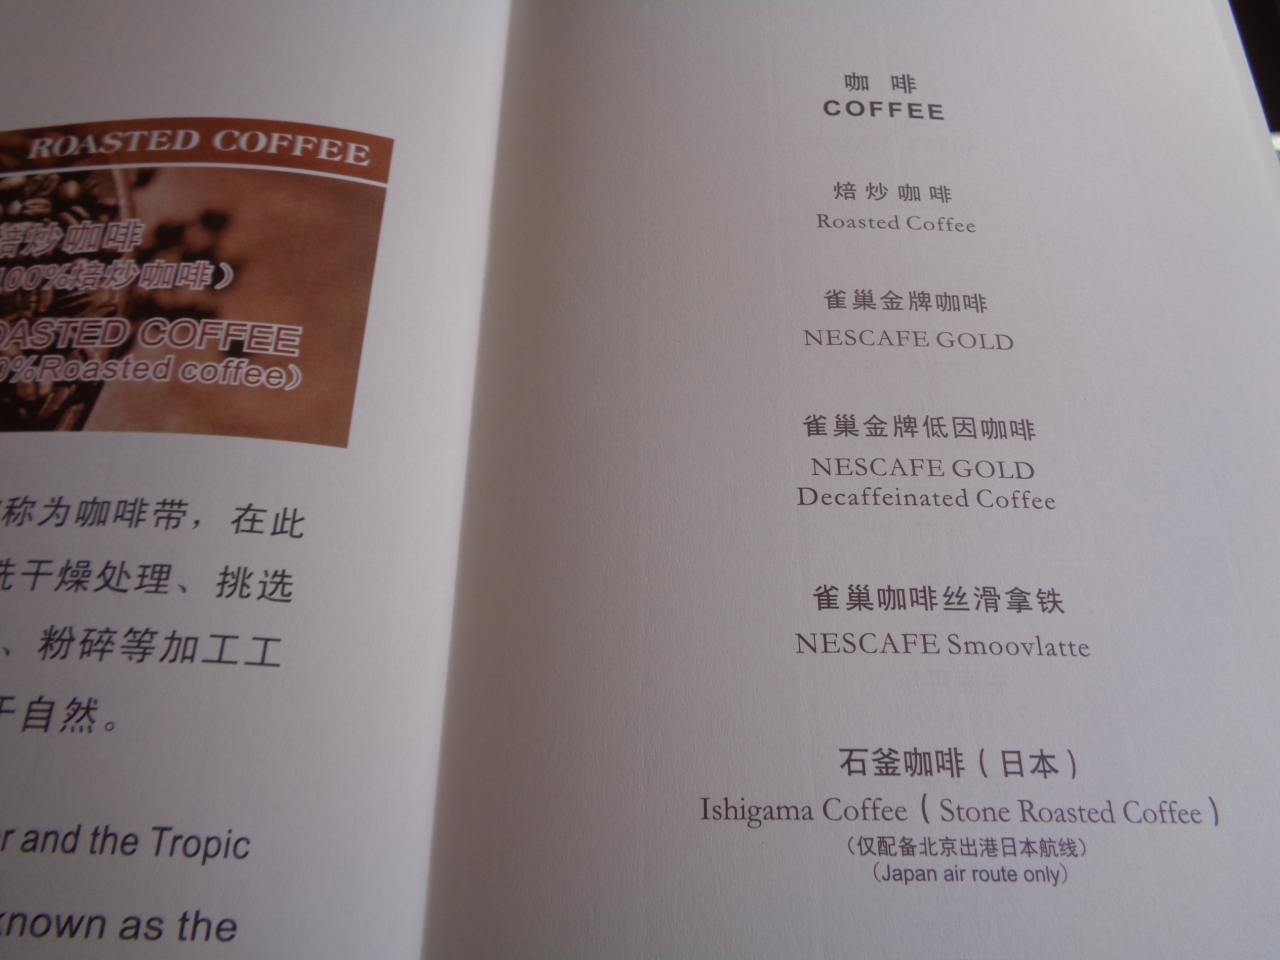 ROASTED COFFEE
焙炒咖啡
100%焙炒咖啡）
ROASTED COFFEE
0%Roasted coffee）
称为咖啡带，在此
洗干燥处理、挑选
、粉碎等加工工
于自然。
r and the Tropic
known as the
咖 啡
COFFEE
焙炒咖啡
Roasted Coffee
雀巢金牌咖啡
NESCAFE GOLD
雀巢金牌低因咖啡
NESCAFE GOLD
Decaffeinated Coffee
雀巢咖啡丝滑拿铁
NESCAFE Smoovlatte
石釜咖啡（日本）
Ishigama Coffee（Stone Roasted Coffee）
（仅配备北京出港日本航线）
（Japan air route only）